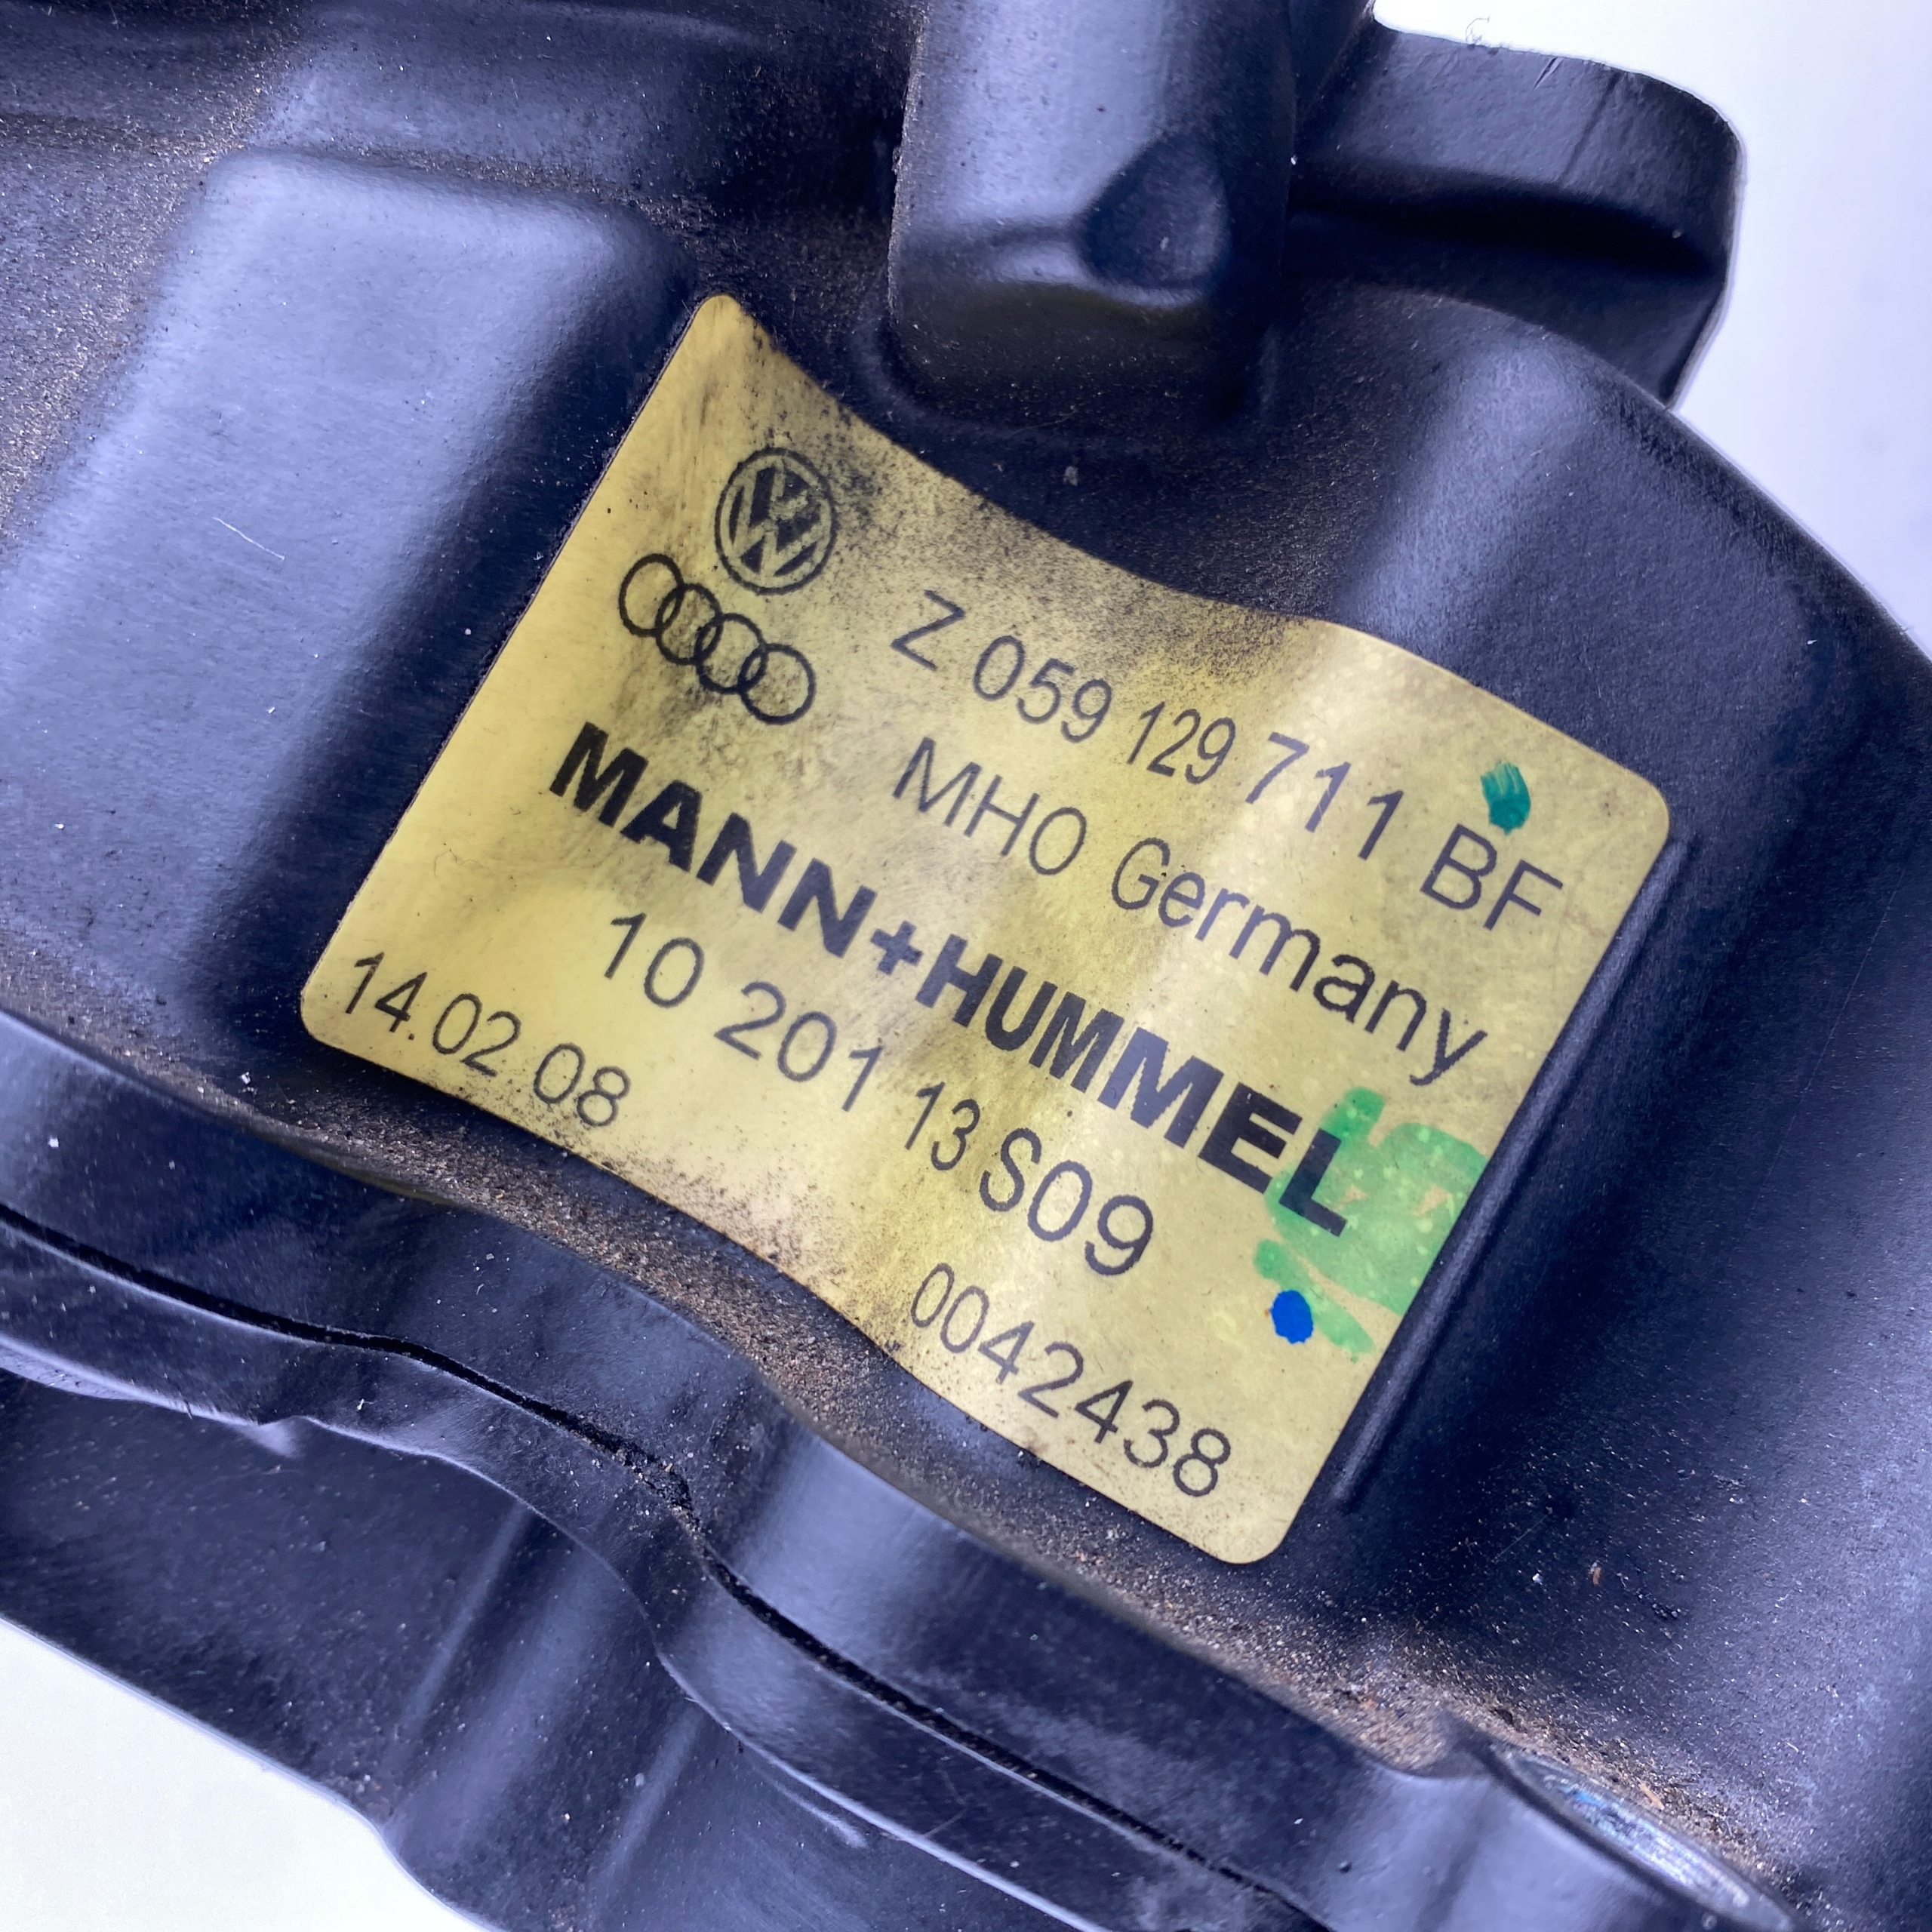 Z 059 129 711 BF
MHO Germany
MANN+HUMMEL
10 201 13 S09
14.02.08
0042438